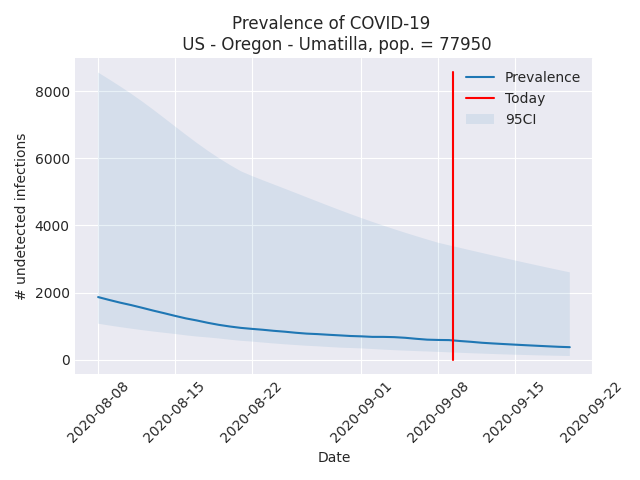 Prevalence of COVID-19
US - Oregon - Umatilla, pop. = 77950
Prevalence
Today
95CI
# undetected infections
8000
6000
4000
2000
0
2020-08-08
2020-08-15
2020-08-22
2020-09-01
2020-09-08
2020-09-15
2020-09-22
Date